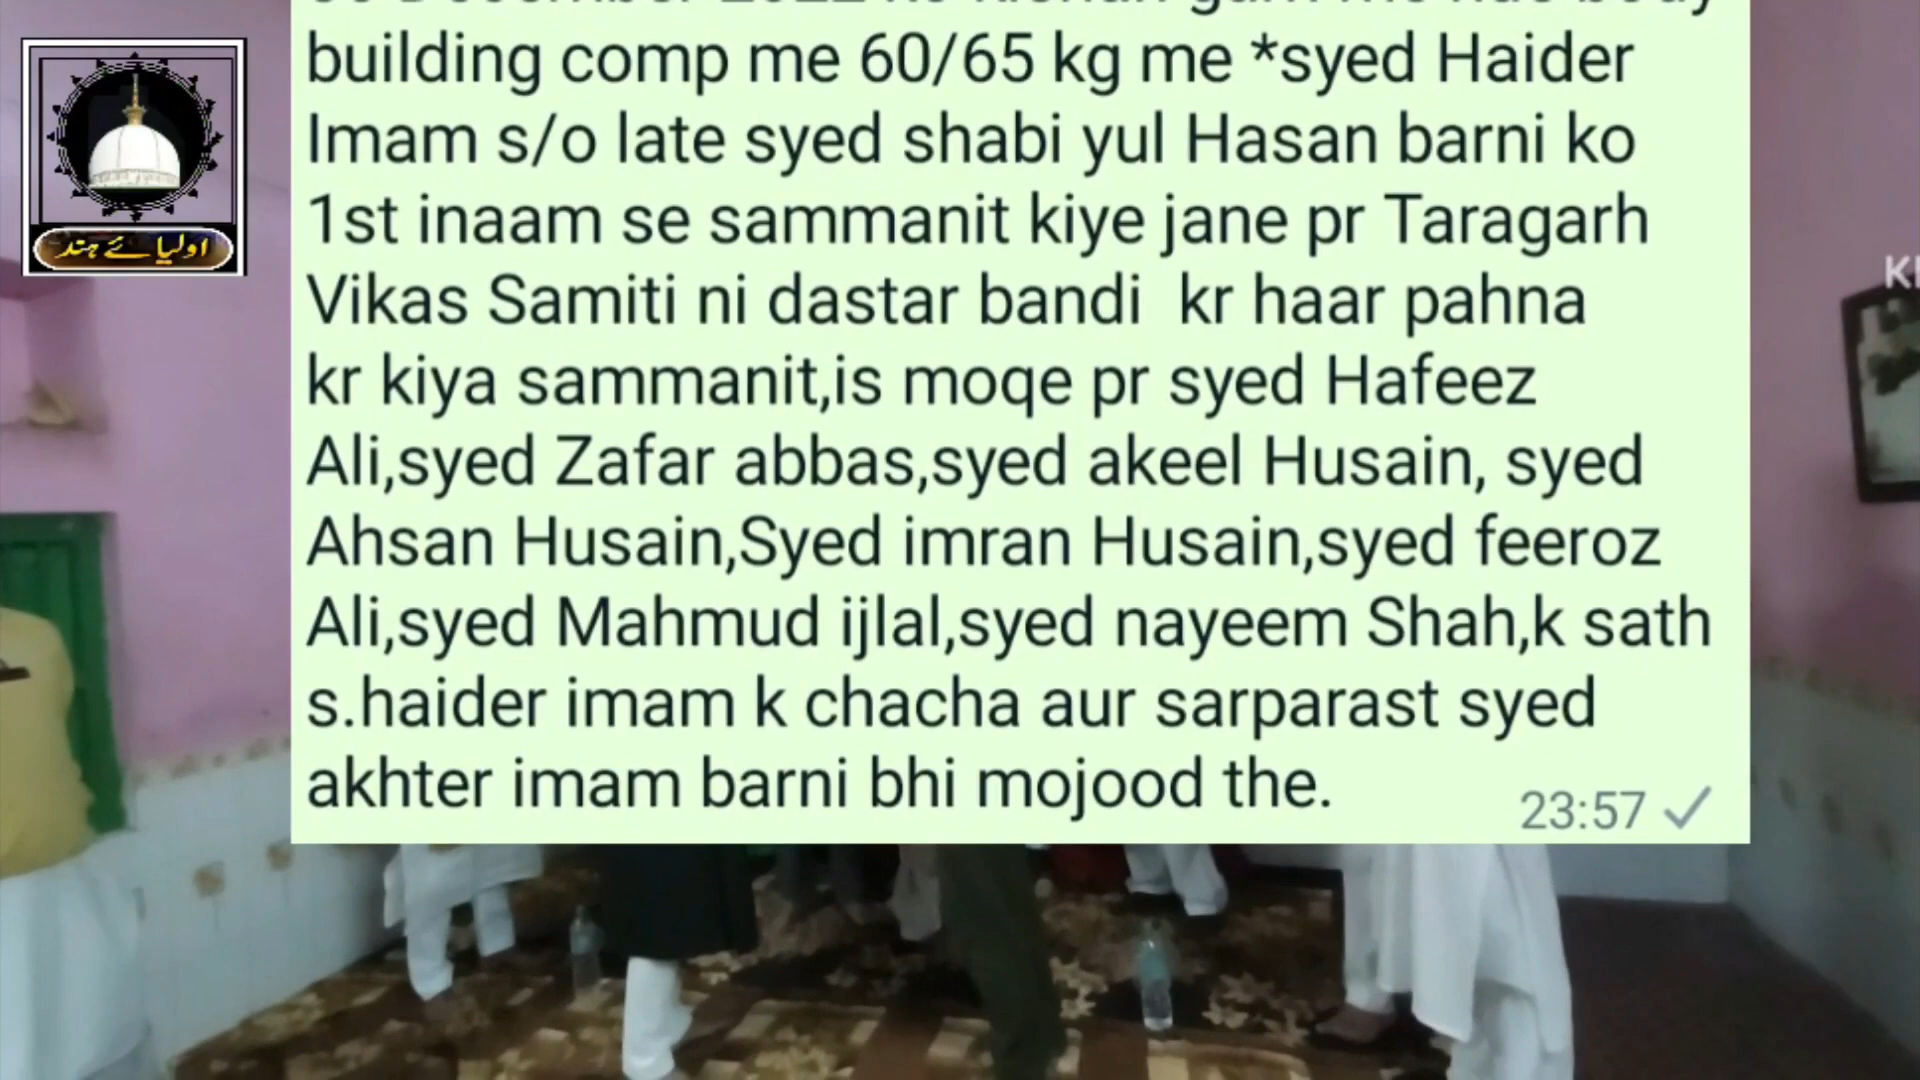 building comp me 60/65 kg me *syed Haider
Imam s/o late syed shabi yul Hasan barni ko
1st inaam se sammanit kiye jane pr Taragarh
Vikas Samiti ni dastar bandi  kr haar pahna
kr kiya sammanit,is moqe pr syed Hafeez
Ali,syed Zafar abbas,syed akeel Husain, syed
Ahsan Husain,Syed imran Husain,syed feeroz
Ali,syed Mahmud ijlal,syed nayeem Shah,k sath
s.haider imam k chacha aur sarparast syed
akhter imam barni bhi mojood the.
23:57
اولیائے ہند